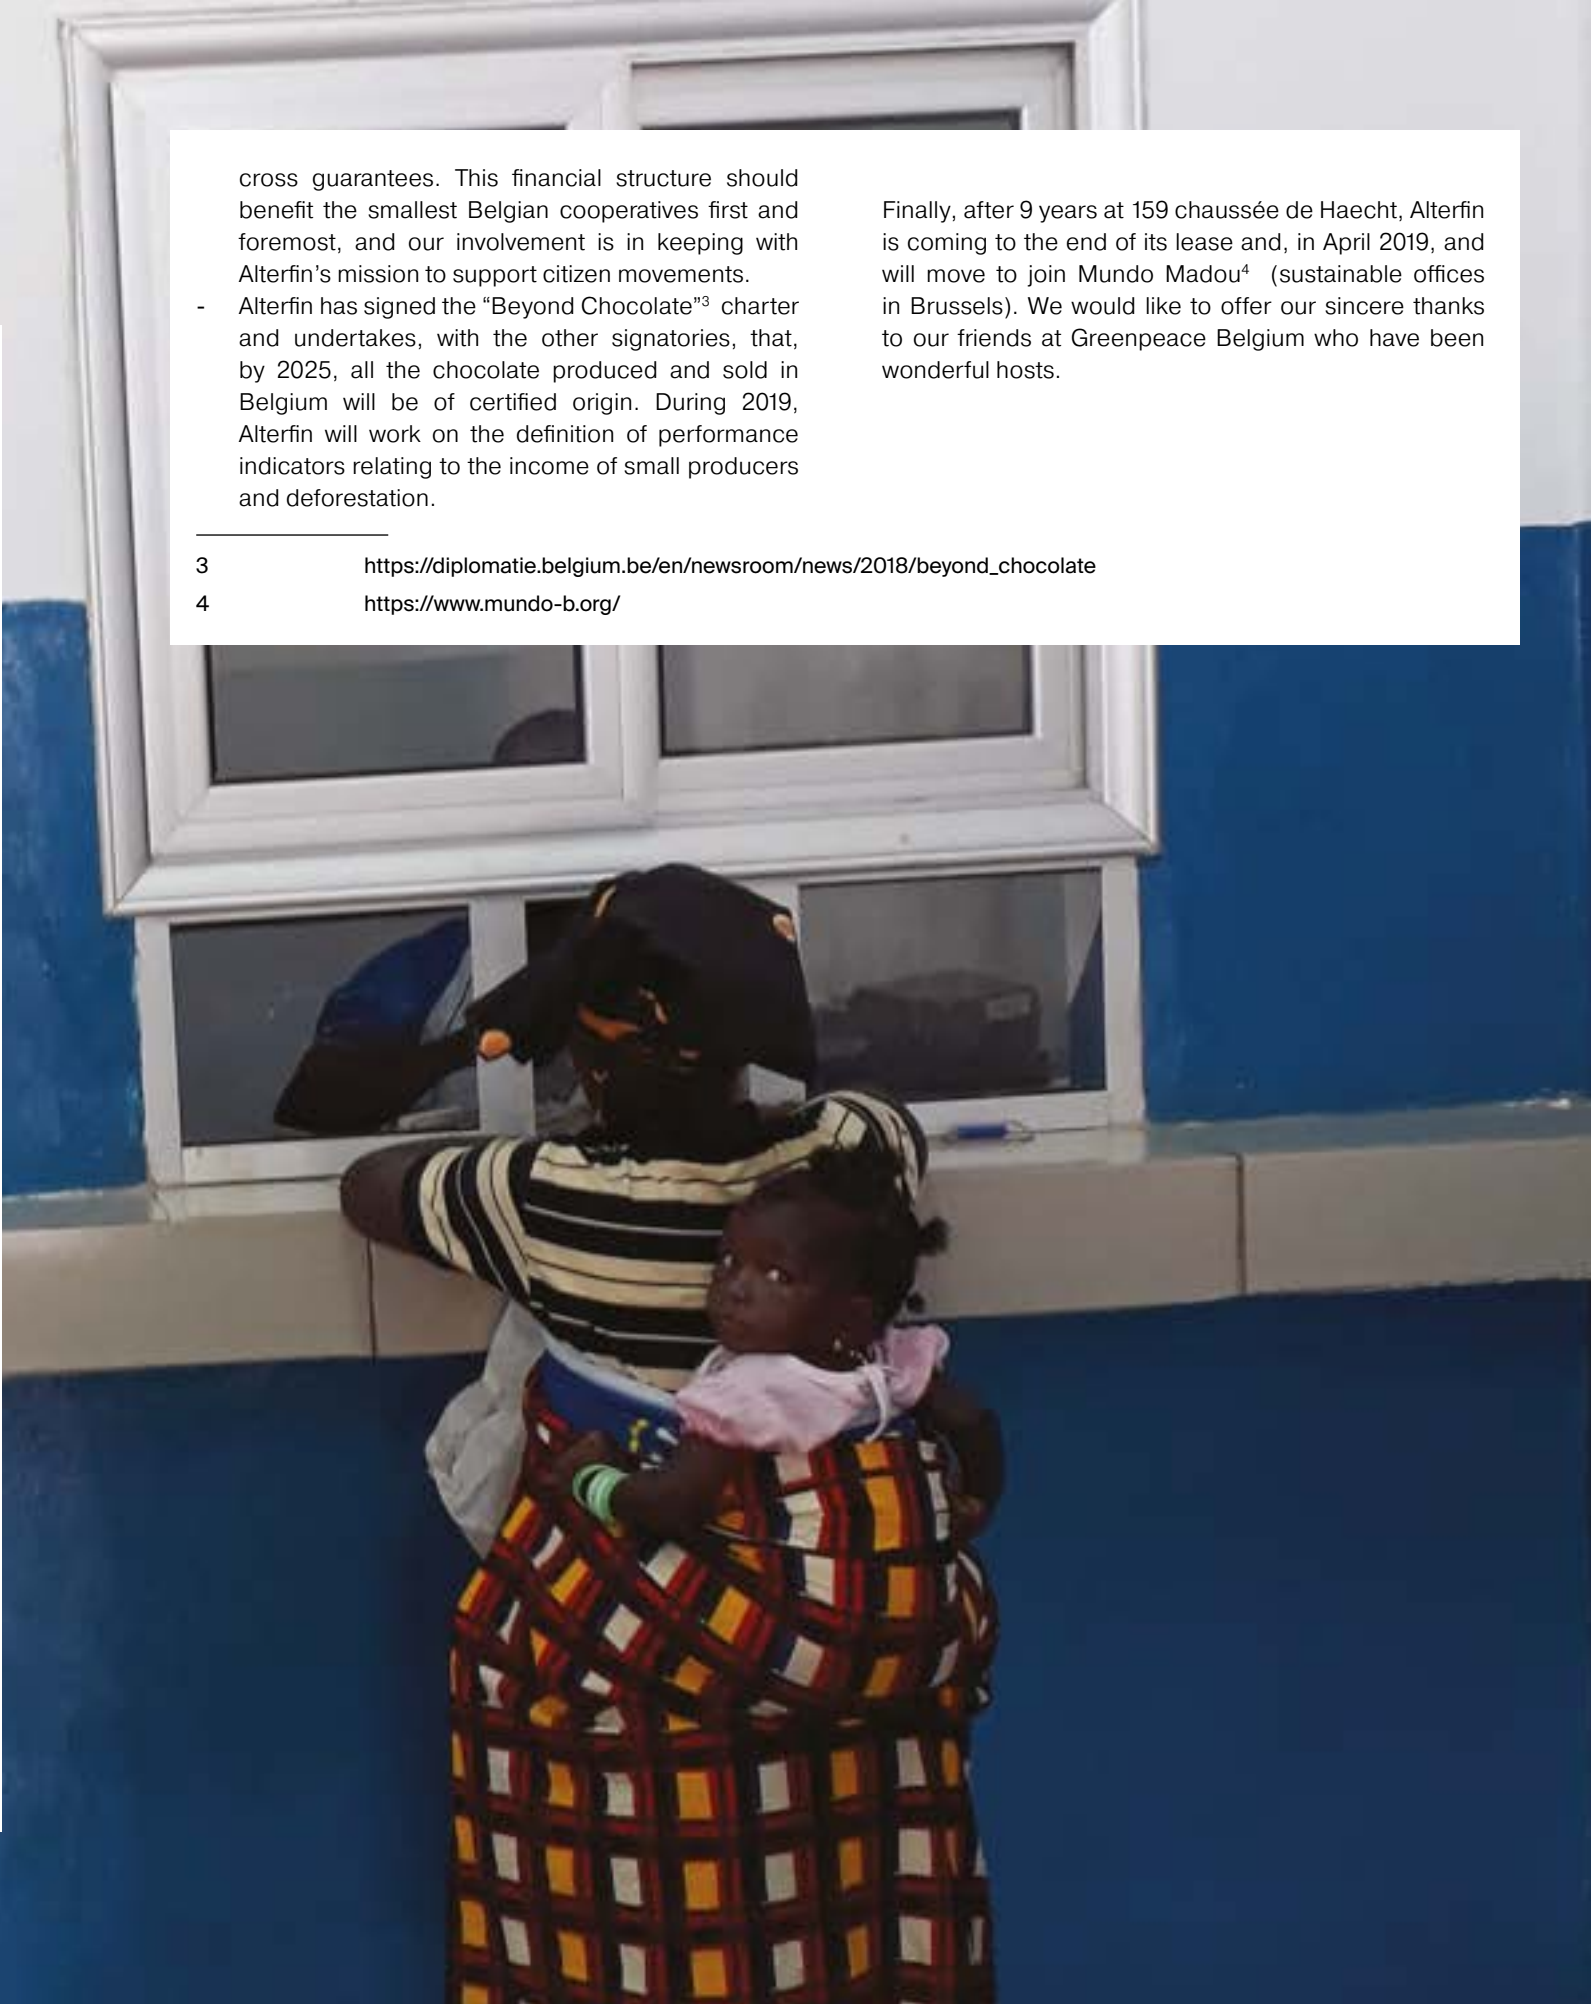 cross guarantees. This financial structure should
benefit the smallest Belgian cooperatives first and
foremost, and our involvement is in keeping with
Alterfin's mission to support citizen movements.
- Alterfin has signed the “Beyond Chocolate”³ charter
and undertakes, with the other signatories, that,
by 2025, all the chocolate produced and sold in
Belgium will be of certified origin. During 2019,
Alterfin will work on the definition of performance
indicators relating to the income of small producers
and deforestation.
Finally, after 9 years at 159 chaussée de Haecht, Alterfin
is coming to the end of its lease and, in April 2019, and
will move to join Mundo Madou⁴ (sustainable offices
in Brussels). We would like to offer our sincere thanks
to our friends at Greenpeace Belgium who have been
wonderful hosts.
3 https://diplomatie.belgium.be/en/newsroom/news/2018/beyond_chocolate
4 https://www.mundo-b.org/